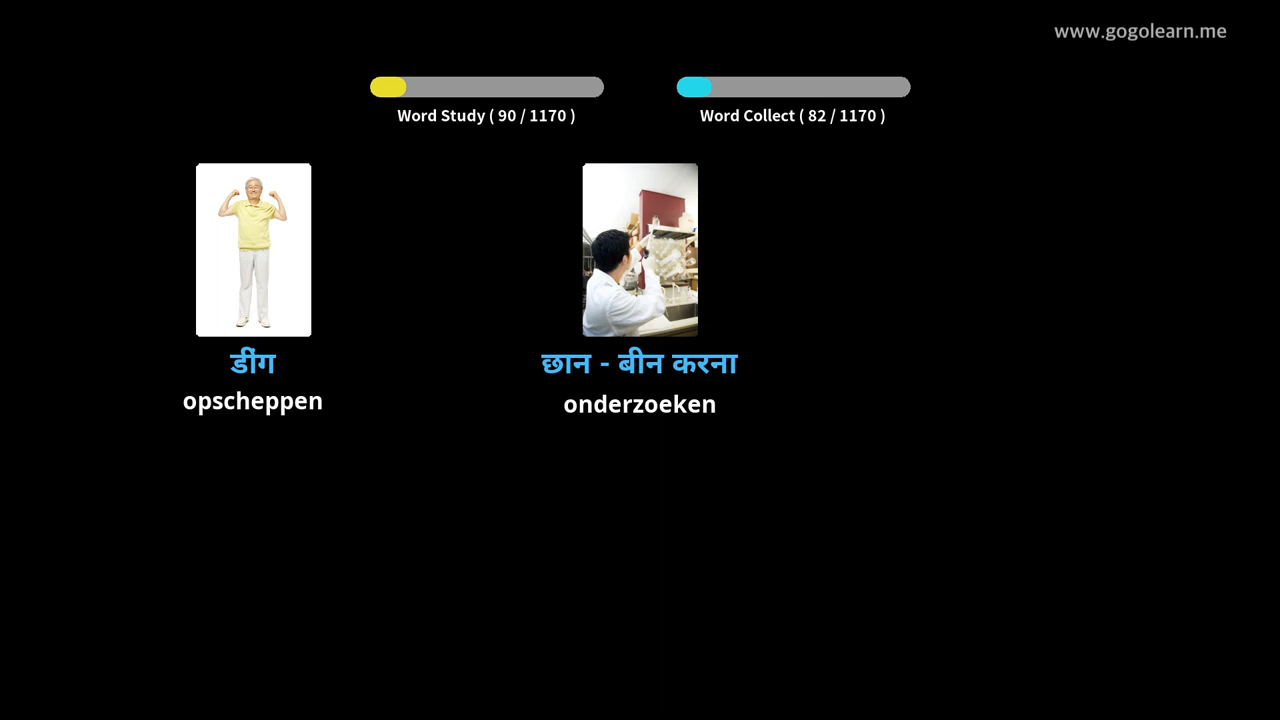 www.gogolearn.me
Word Study ( 90 / 1170 )
Word Collect ( 82 / 1170 )
डींग
छान - बीन करना
opscheppen
onderzoeken